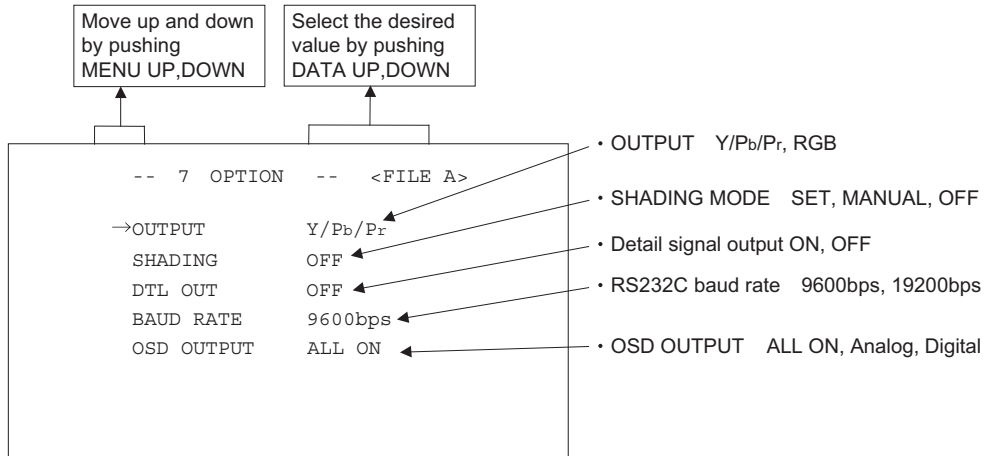 Move up and down
by pushing
MENU UP,DOWN
Select the desired
value by pushing
DATA UP,DOWN
-- 7 OPTION -- <FILE A>
→OUTPUT Y/Pb/Pr
SHADING OFF
DTL OUT OFF
BAUD RATE 9600bps
OSD OUTPUT ALL ON
・OUTPUT Y/Pb/Pr, RGB
・SHADING MODE SET, MANUAL, OFF
・Detail signal output ON, OFF
・RS232C baud rate 9600bps, 19200bps
・OSD OUTPUT ALL ON, Analog, Digital